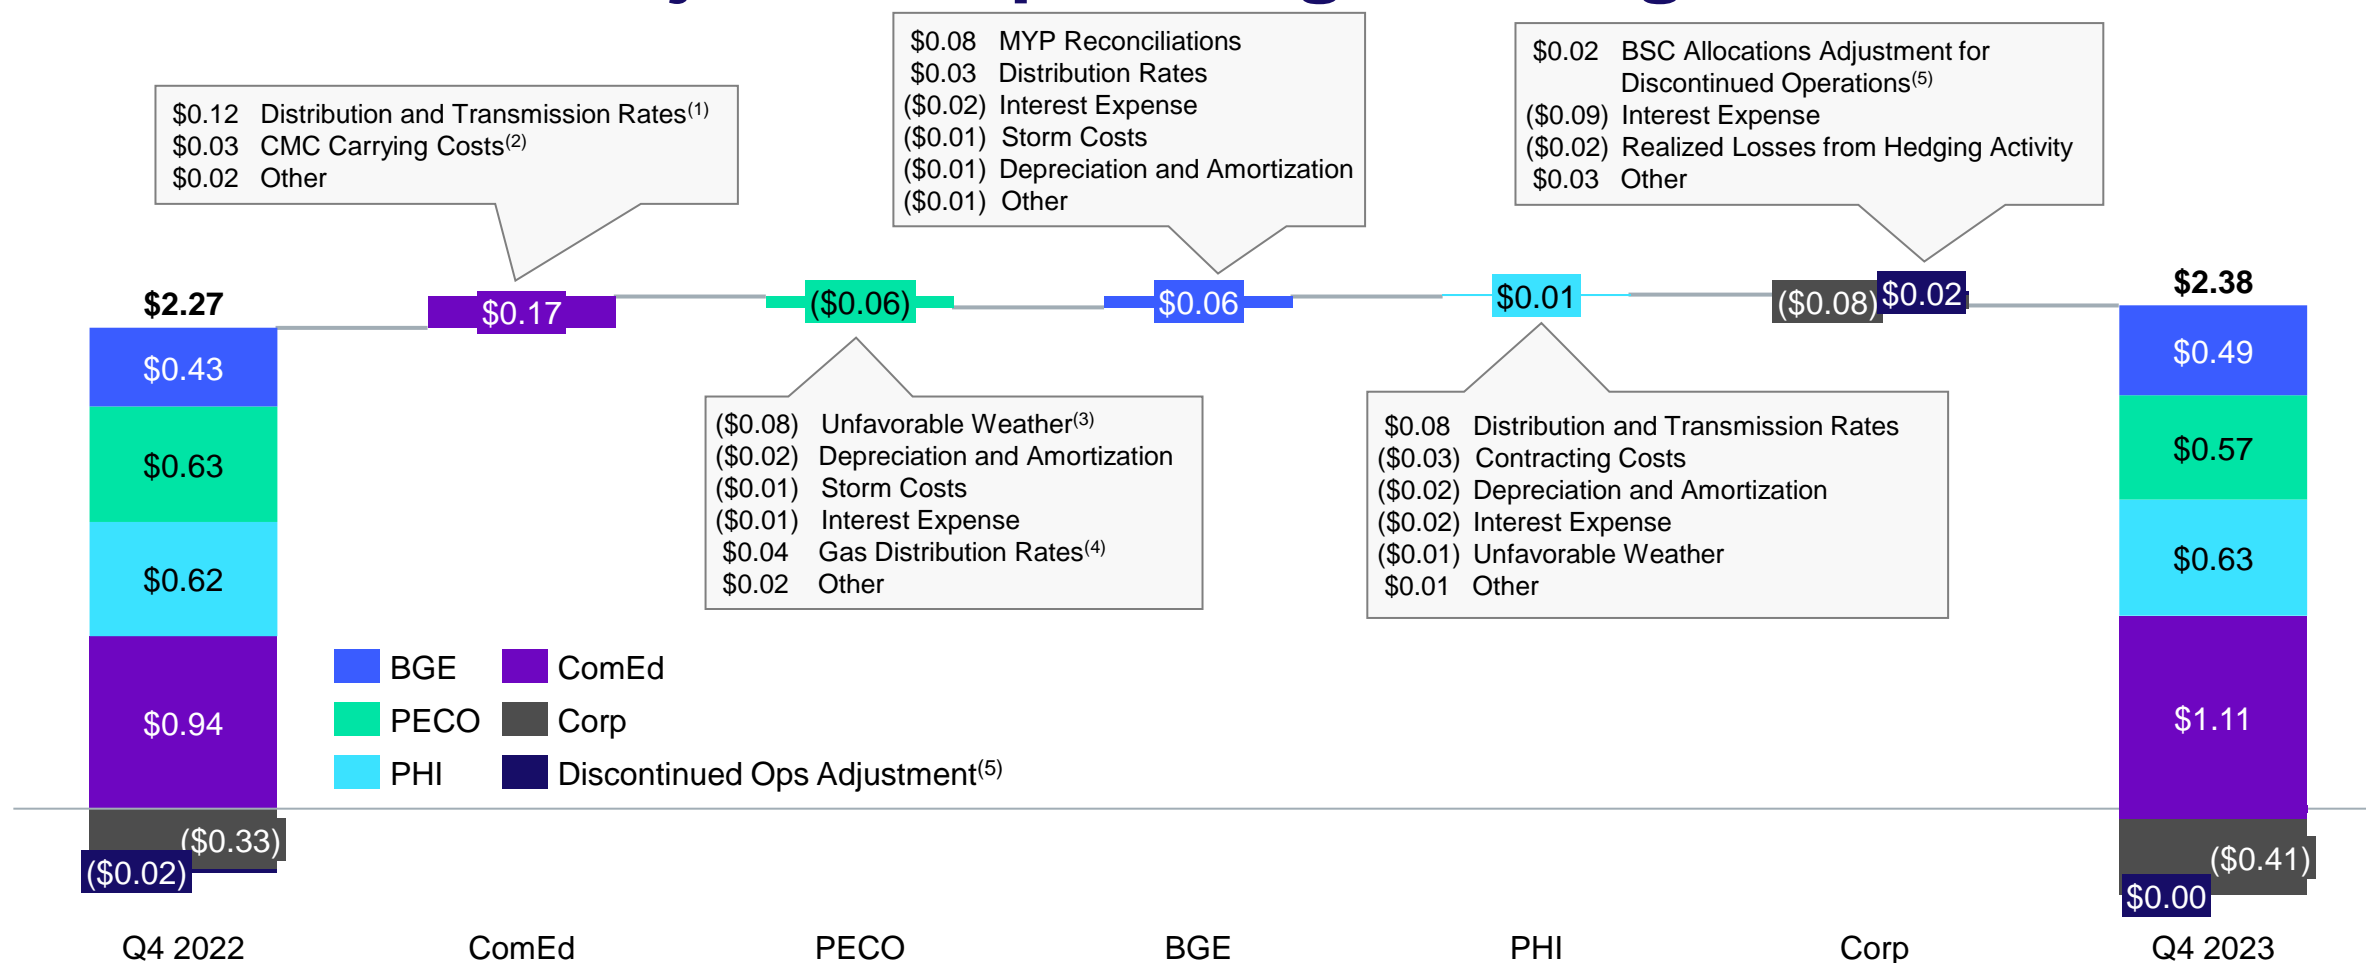 $0.12 Distribution and Transmission Rates(1)
$0.03 CMC Carrying Costs(2)
$0.02 Other
$0.08 MYP Reconciliations
$0.03 Distribution Rates
($0.02) Interest Expense
($0.01) Storm Costs
($0.01) Depreciation and Amortization
($0.01) Other
$0.02 BSC Allocations Adjustment for
Discontinued Operations(5)
($0.09) Interest Expense
($0.02) Realized Losses from Hedging Activity
$0.03 Other
$2.27
$0.17
($0.06)
$0.06
$0.01
($0.08)
$0.02
$2.38
$0.43
$0.63
$0.62
$0.94
($0.33)
($0.02)
($0.08) Unfavorable Weather(3)
($0.02) Depreciation and Amortization
($0.01) Storm Costs
($0.01) Interest Expense
$0.04 Gas Distribution Rates(4)
$0.02 Other
$0.08 Distribution and Transmission Rates
($0.03) Contracting Costs
($0.02) Depreciation and Amortization
($0.02) Interest Expense
($0.01) Unfavorable Weather
$0.01 Other
$0.49
$0.57
$0.63
$1.11
($0.41)
$0.00
BGE ComEd
PECO Corp
PHI Discontinued Ops Adjustment(5)
Q4 2022 ComEd PECO BGE PHI Corp Q4 2023